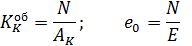 K_K^об = N / A_K ; e_0 = N / E